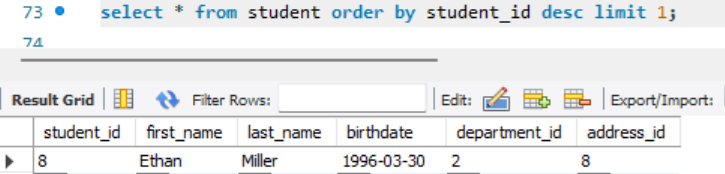 73 select * from student order by student_id desc limit 1;
74
Result Grid Filter Rows: Edit: Export/Import:
student_id first_name last_name birthdate department_id address_id
8 Ethan Miller 1996-03-30 2 8